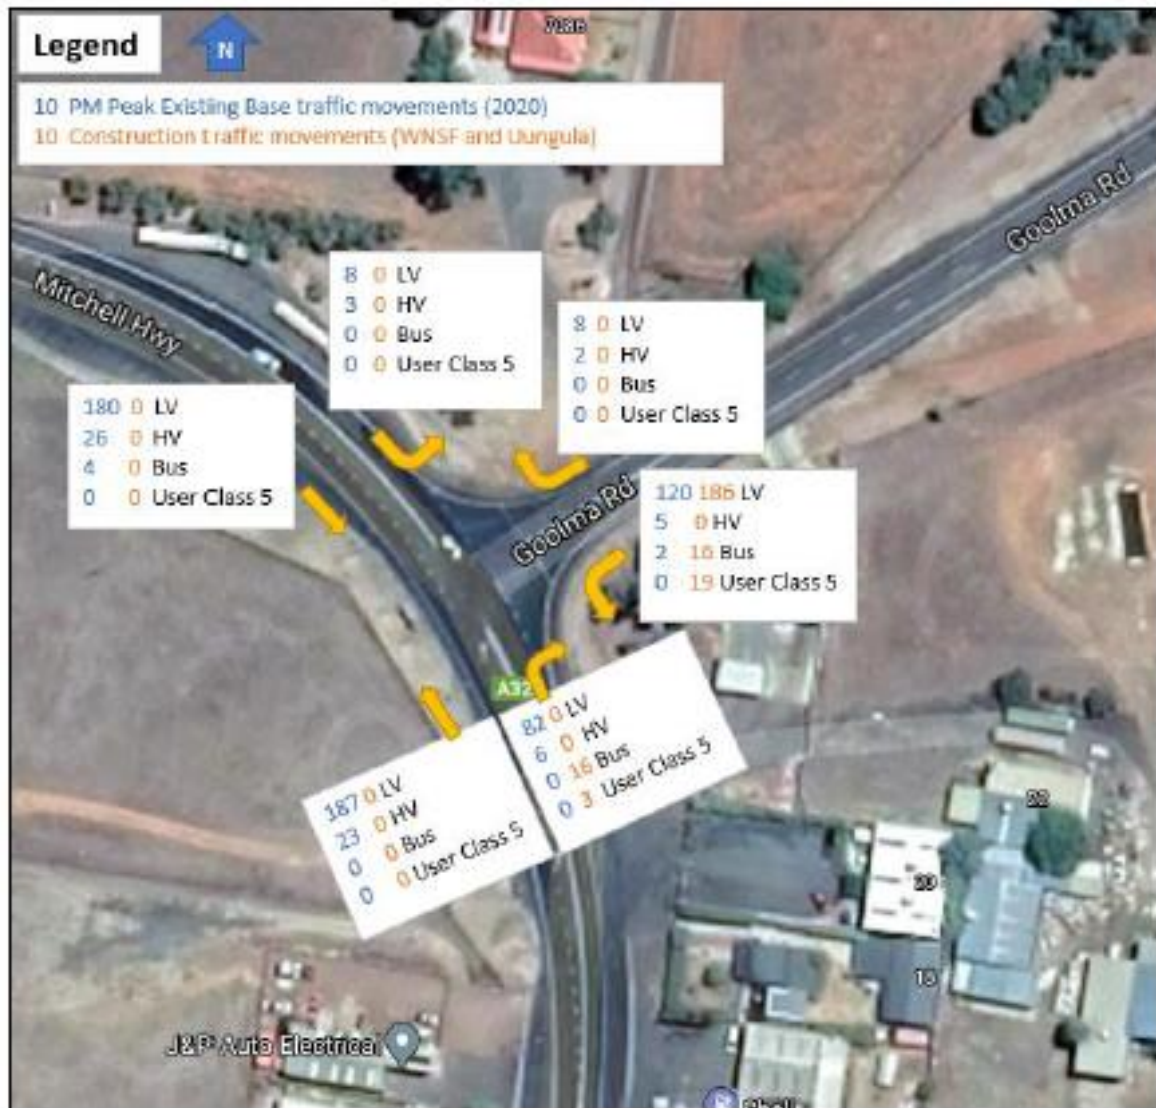 7186
Legend
N
10 PM Peak Existiing Base traffic movements (2020)
10 Construction traffic movements (WNSF and Uungula)
Goolma Rd
Mitchell Hwy
8 0 LV
3 0 HV
0 0 Bus
0 0 User Class 5
8 0 LV
2 0 HV
0 0 Bus
0 0 User Class 5
180 0 LV
26 0 HV
4 0 Bus
0 0 User Class 5
Goolma Rd
120 186 LV
5 0 HV
2 16 Bus
0 19 User Class 5
A32
82 0 LV
6 0 HV
0 16 Bus
0 3 User Class 5
187 0 LV
23 0 HV
0 0 Bus
0 0 User Class 5
22
20
J&P Auto Electrical